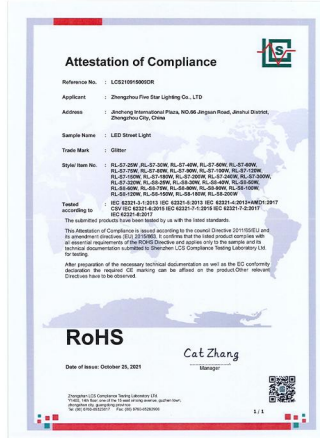 LCS
Attestation of Compliance
Reference No. : LCS210915005DR
Applicant : Zhengzhou Five Star Lighting Co., LTD
Address : Jincheng International Plaza, NO.66 Jingsan Road, Jinshui District,
Zhengzhou City, China
Sample Name : LED Street Light
Trade Mark : Glitter
Style/ Item No. : RL-S7-25W ,RL-S7-30W, RL-S7-40W, RL-S7-50W, RL-S7-60W,
RL-S7-75W, RL-S7-80W, RL-S7-90W, RL-S7-100W, RL-S7-120W,
RL-S7-150W, RL-S7-180W, RL-S7-200W, RL-S7-240W, RL-S7-300W,
RL-S7-320W, RL-S8-25W, RL-S8-30W, RL-S8-40W, RL-S8-50W,
RL-S8-60W, RL-S8-75W, RL-S8-80W, RL-S8-90W, RL-S8-100W,
RL-S8-120W, RL-S8-150W, RL-S8-180W, RL-S8-200W
Tested : IEC 62321-3-1:2013 IEC 62321-5:2013 IEC 62321-4:2013+AMD1:2017
according to CSV IEC 62321-6:2015 IEC 62321-7-1:2015 IEC 62321-7-2:2017
IEC 62321-8:2017
The submitted products have been tested by us with the listed standards.
This Attestation of Compliance is issued according to the council Directive 2011/65/EU and
its amendment directives (EU) 2015/863. It confirms that the listed product complies with
all essential requirements of the ROHS Directive and applies only to the sample and its
technical documentation submitted to Shenzhen LCS Compliance Testing Laboratory Ltd.
for testing.
After preparation of the necessary technical documentation as well as the EC conformity
declaration the required CE marking can be affixed on the product.Other relevant
Directives have to be observed.
RoHS
Cat Zhang
Manager
Date of Issue: October 25, 2021
1 / 1